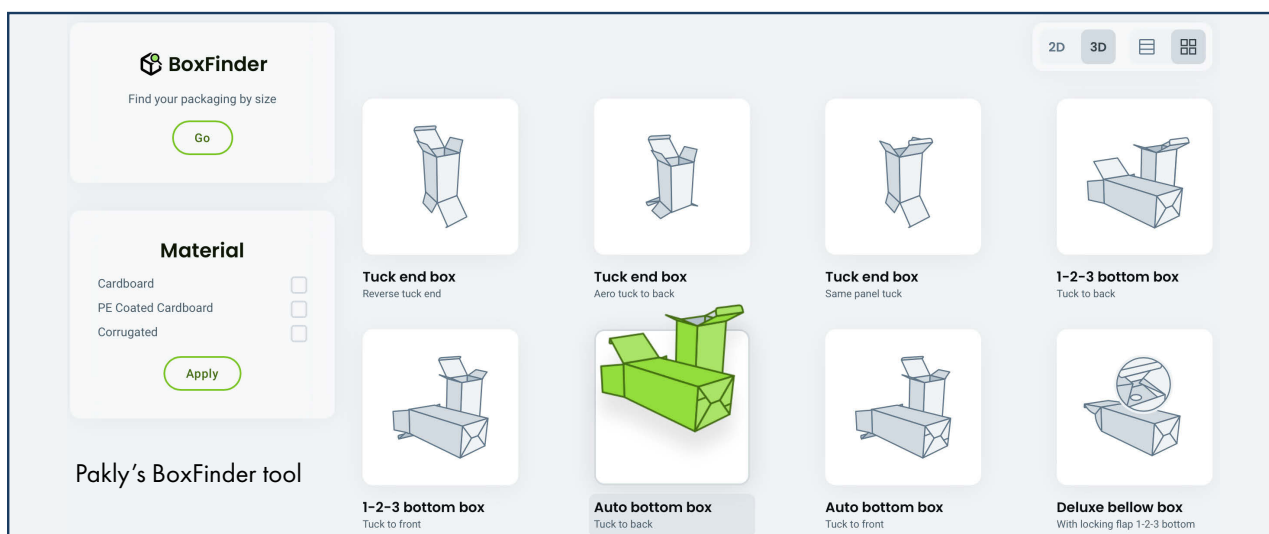 BoxFinder
Find your packaging by size
Go
Material
Cardboard
PE Coated Cardboard
Corrugated
Apply
Pakly’s BoxFinder tool
2D 3D
Tuck end box
Reverse tuck end
Tuck end box
Aero tuck to back
Tuck end box
Same panel tuck
1-2-3 bottom box
Tuck to back
1-2-3 bottom box
Tuck to front
Auto bottom box
Tuck to back
Auto bottom box
Tuck to front
Deluxe bellow box
With locking flap 1-2-3 bottom